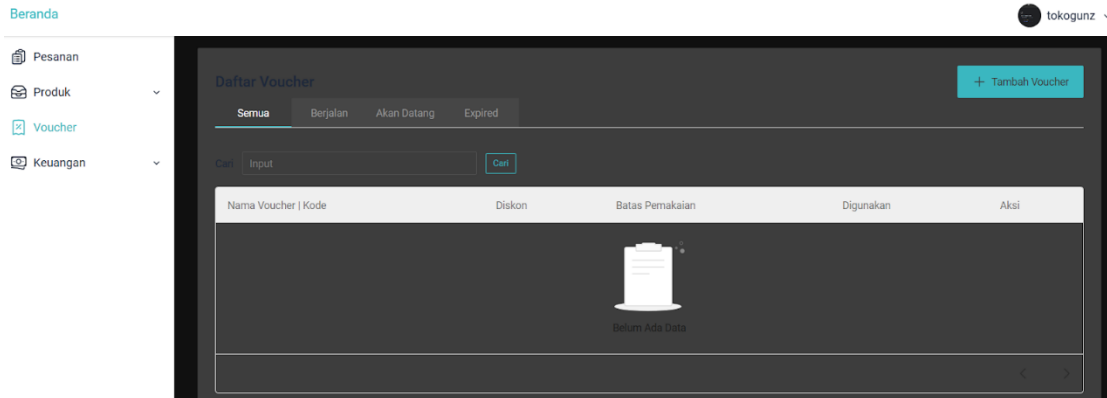 Beranda
tokogunz
Pesanan
Produk
Voucher
Keuangan
Daftar Voucher
+ Tambah Voucher
Semua Berjalan Akan Datang Expired
Cari Input Cari
Nama Voucher | Kode Diskon Batas Pemakaian Digunakan Aksi
Belum Ada Data